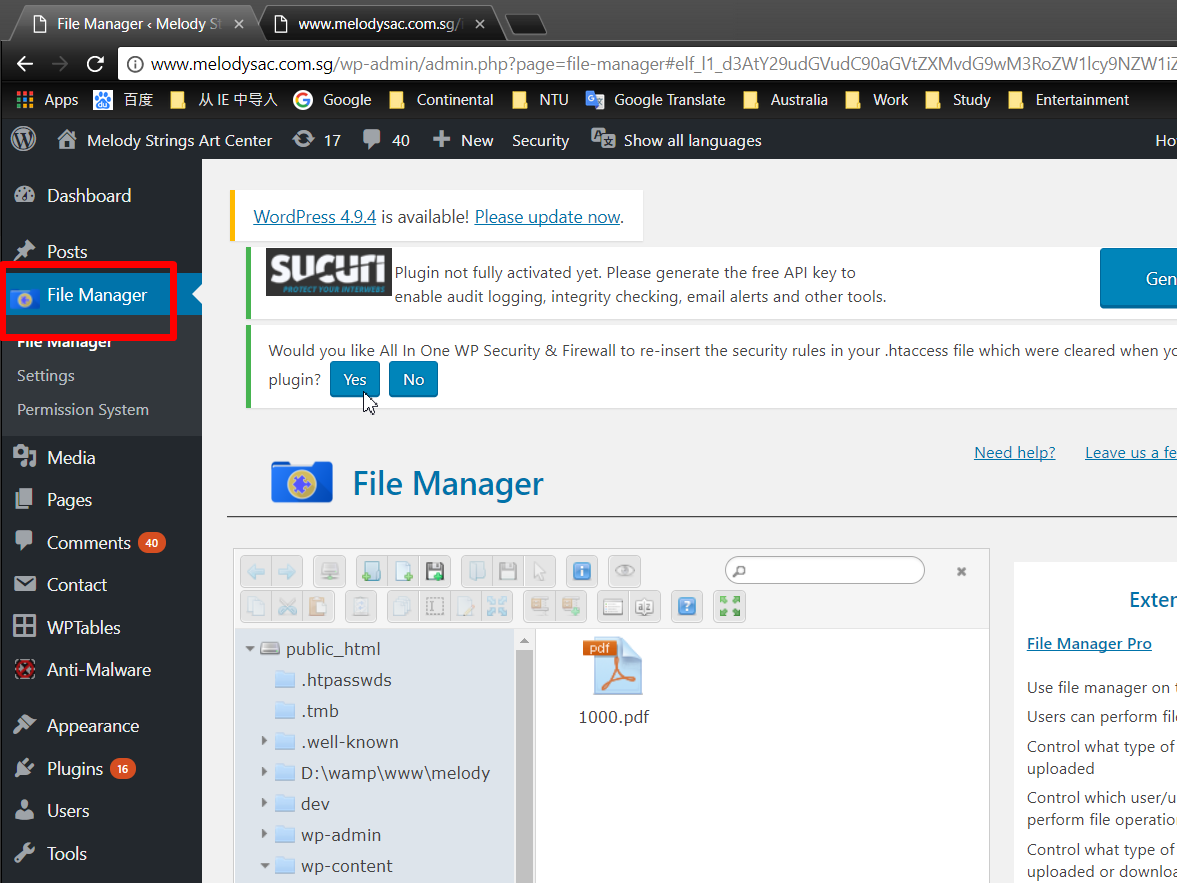 File Manager ‹ Melody St
www.melodysac.com.sg/
www.melodysac.com.sg/wp-admin/admin.php?page=file-manager#elf_l1_d3AtY29udGVudC90aGVtZXMvdG9wM3RoZW1lcy9NZW1iZ
Apps
百度
从 IE 中导入
Google
Continental
NTU
Google Translate
Australia
Work
Study
Entertainment
Melody Strings Art Center
17
40
New
Security
Show all languages
Ho
Dashboard
Posts
File Manager
File Manager
Settings
Permission System
Media
Pages
Comments 40
Contact
WPTables
Anti-Malware
Appearance
Plugins 16
Users
Tools
WordPress 4.9.4 is available! Please update now.
SUCURI
PROTECT YOUR INTERWEBS
Plugin not fully activated yet. Please generate the free API key to
enable audit logging, integrity checking, email alerts and other tools.
Gen
Would you like All In One WP Security & Firewall to re-insert the security rules in your .htaccess file which were cleared when yo
plugin? Yes No
Need help? Leave us a fe
File Manager
public_html
.htpasswds
.tmb
.well-known
D:\wamp\www\melody
dev
wp-admin
wp-content
pdf
1000.pdf
Exter
File Manager Pro
Use file manager on t
Users can perform file
Control what type of
uploaded
Control which user/u
perform file operation
Control what type of
uploaded or downloa